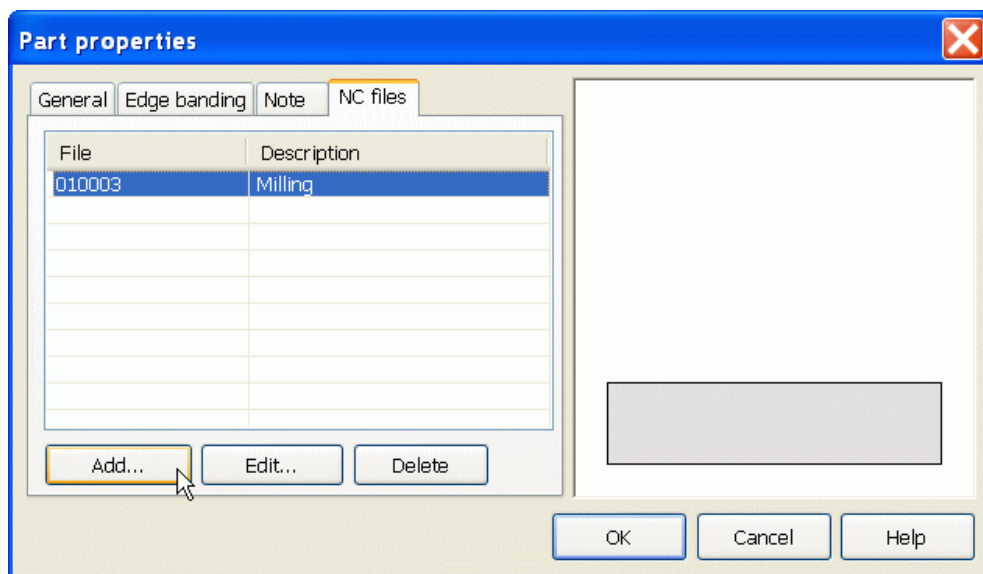 Part properties
General Edge banding Note NC files
File Description
010003 Milling
Add... Edit... Delete
OK Cancel Help